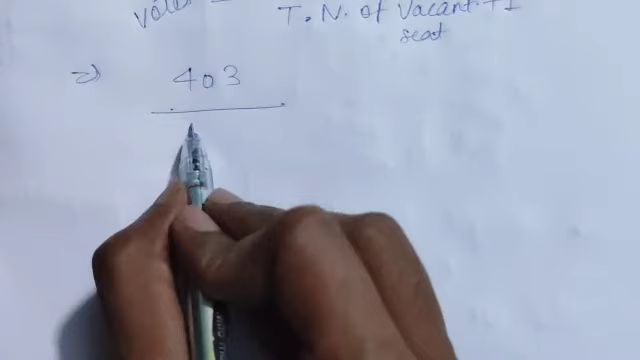 T. N. of Vacant + 1
seat
=> 403